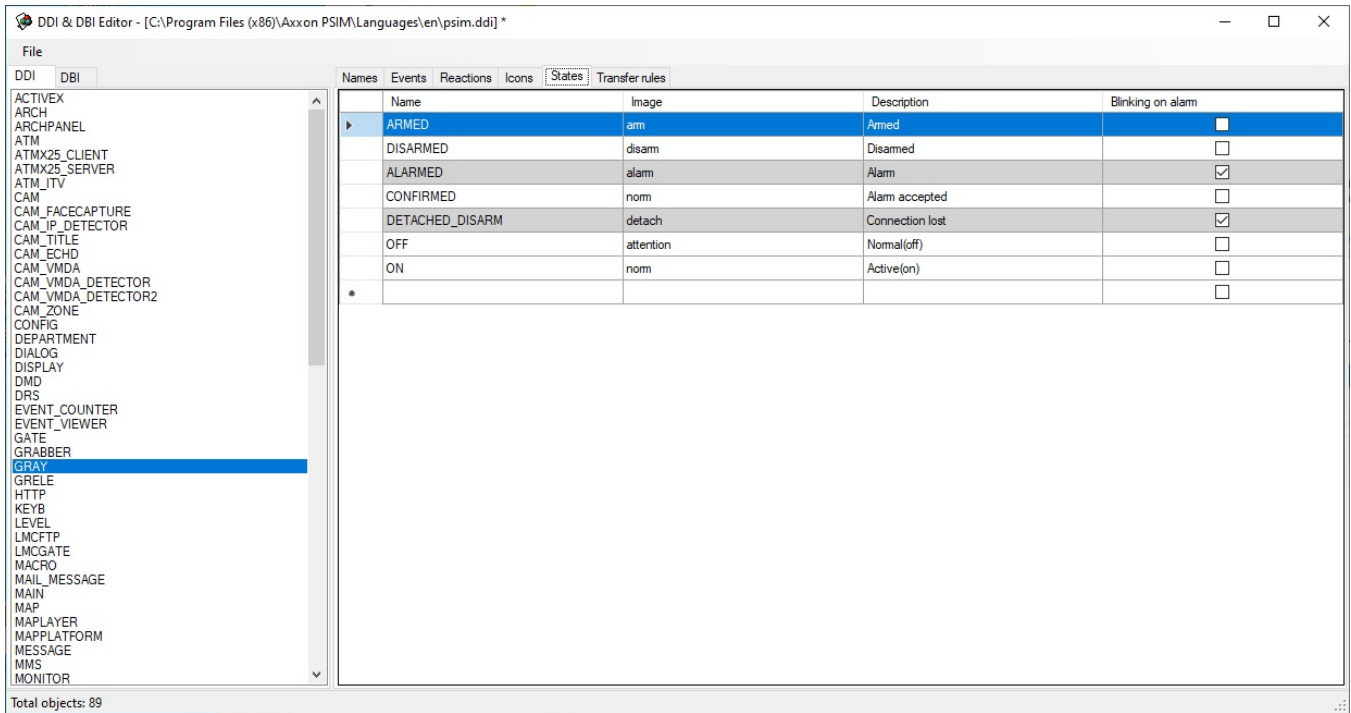 DDI & DBI Editor - [C:\Program Files (x86)\Axxon PSIM\Languages\en\psim.ddi] *
File
DDI DBI
Names Events Reactions Icons States Transfer rules
ACTIVEX
ARCH
ARCHPANEL
ATM
ATMX25_CLIENT
ATMX25_SERVER
ATM_ITV
CAM
CAM_FACECAPTURE
CAM_IP_DETECTOR
CAM_TITLE
CAM_ECHD
CAM_VMDA
CAM_VMDA_DETECTOR
CAM_VMDA_DETECTOR2
CAM_ZONE
CONFIG
DEPARTMENT
DIALOG
DISPLAY
DMD
DRS
EVENT_COUNTER
EVENT_VIEWER
GATE
GRABBER
GRAY
GRELE
HTTP
KEYB
LEVEL
LMCFTP
LMCGATE
MACRO
MAIL_MESSAGE
MAIN
MAP
MAPLAYER
MAPPLATFORM
MESSAGE
MMS
MONITOR
Name Image Description Blinking on alarm
ARMED arm Armed
DISARMED disarm Disarmed
ALARMED alarm Alarm
CONFIRMED norm Alarm accepted
DETACHED_DISARM detach Connection lost
OFF attention Normal(off)
ON norm Active(on)
Total objects: 89